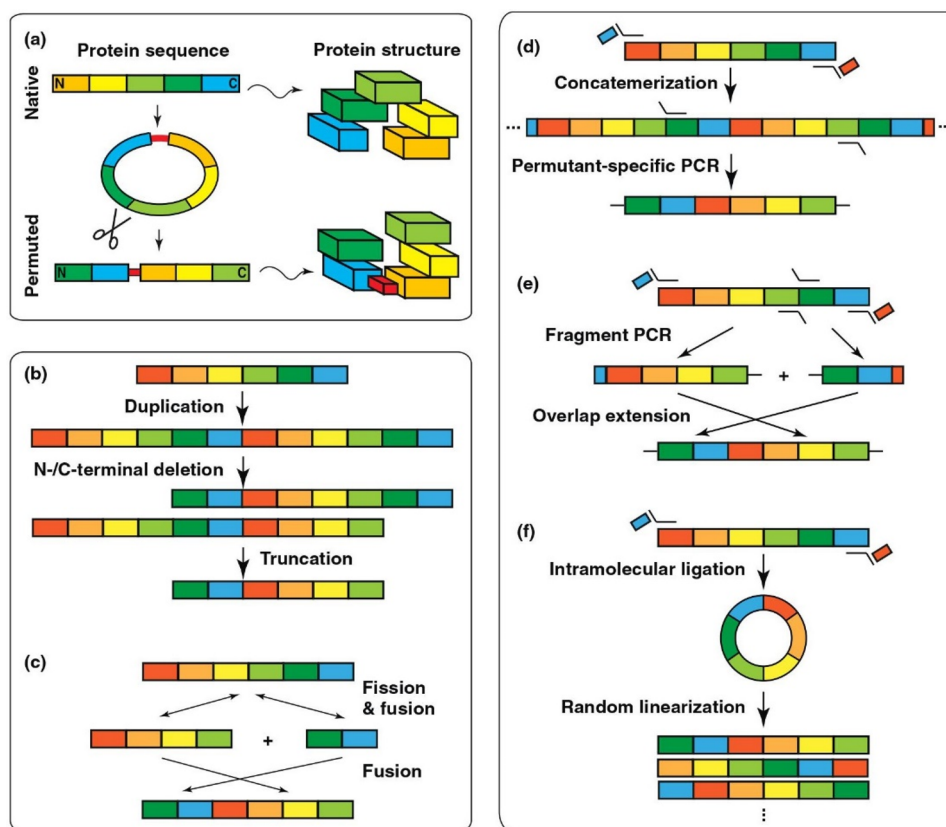 (a)
Protein sequence
Protein structure
Native
N
C
Permuted
N
C
(b)
Duplication
N-/C-terminal deletion
Truncation
(c)
Fission
& fusion
+
Fusion
(d)
Concatemerization
...
...
Permutant-specific PCR
(e)
Fragment PCR
+
Overlap extension
(f)
Intramolecular ligation
Random linearization
...